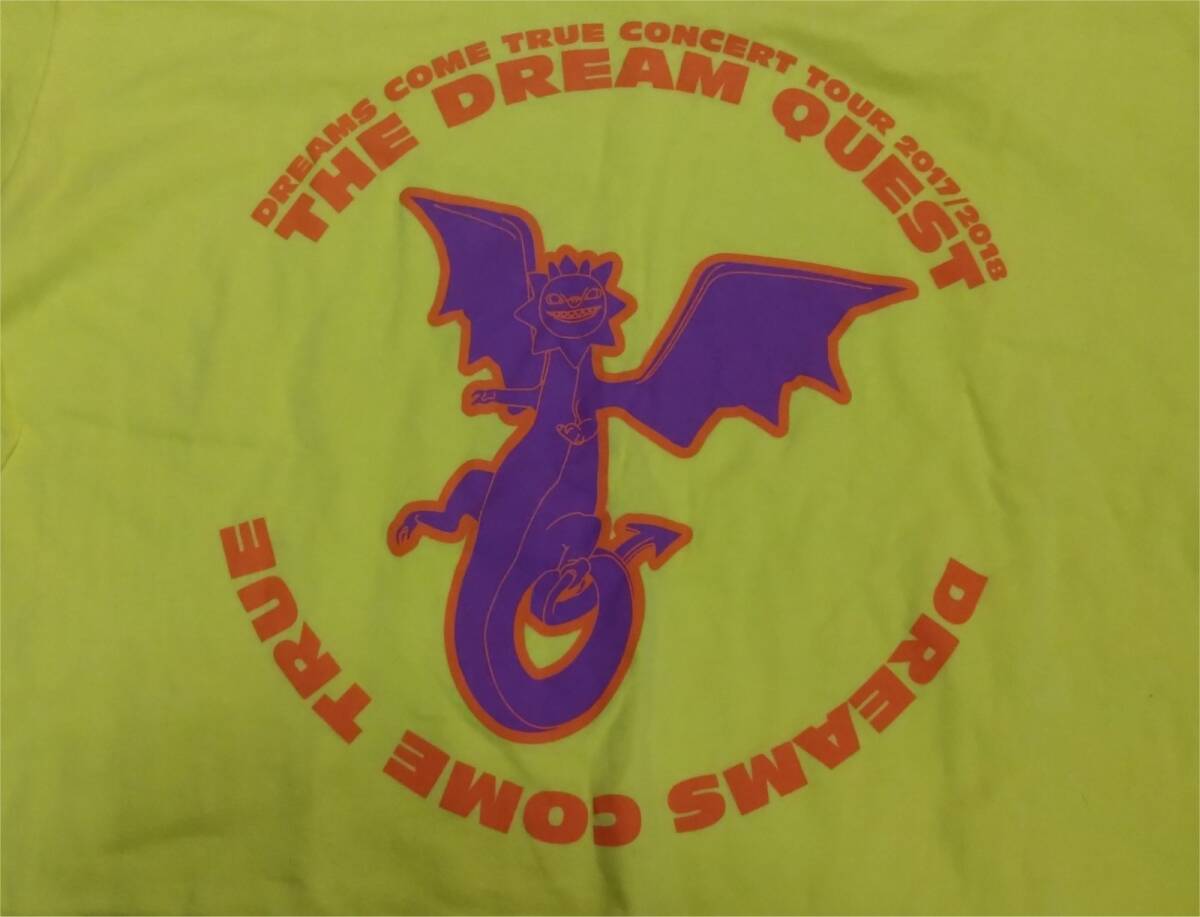 DREAMS COME TRUE CONCERT TOUR 2017/2018
THE DREAM QUEST
DREAMS COME TRUE